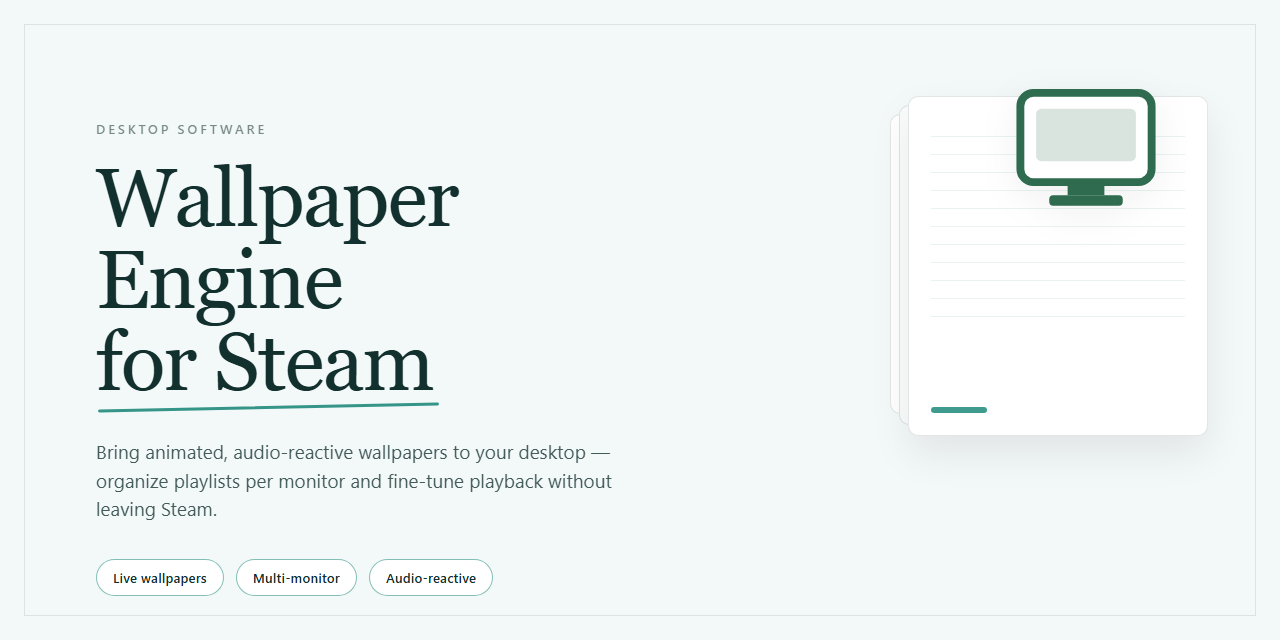 DESKTOP SOFTWARE
Wallpaper
Engine
for Steam
Bring animated, audio-reactive wallpapers to your desktop —
organize playlists per monitor and fine-tune playback without
leaving Steam.
Live wallpapers
Multi-monitor
Audio-reactive